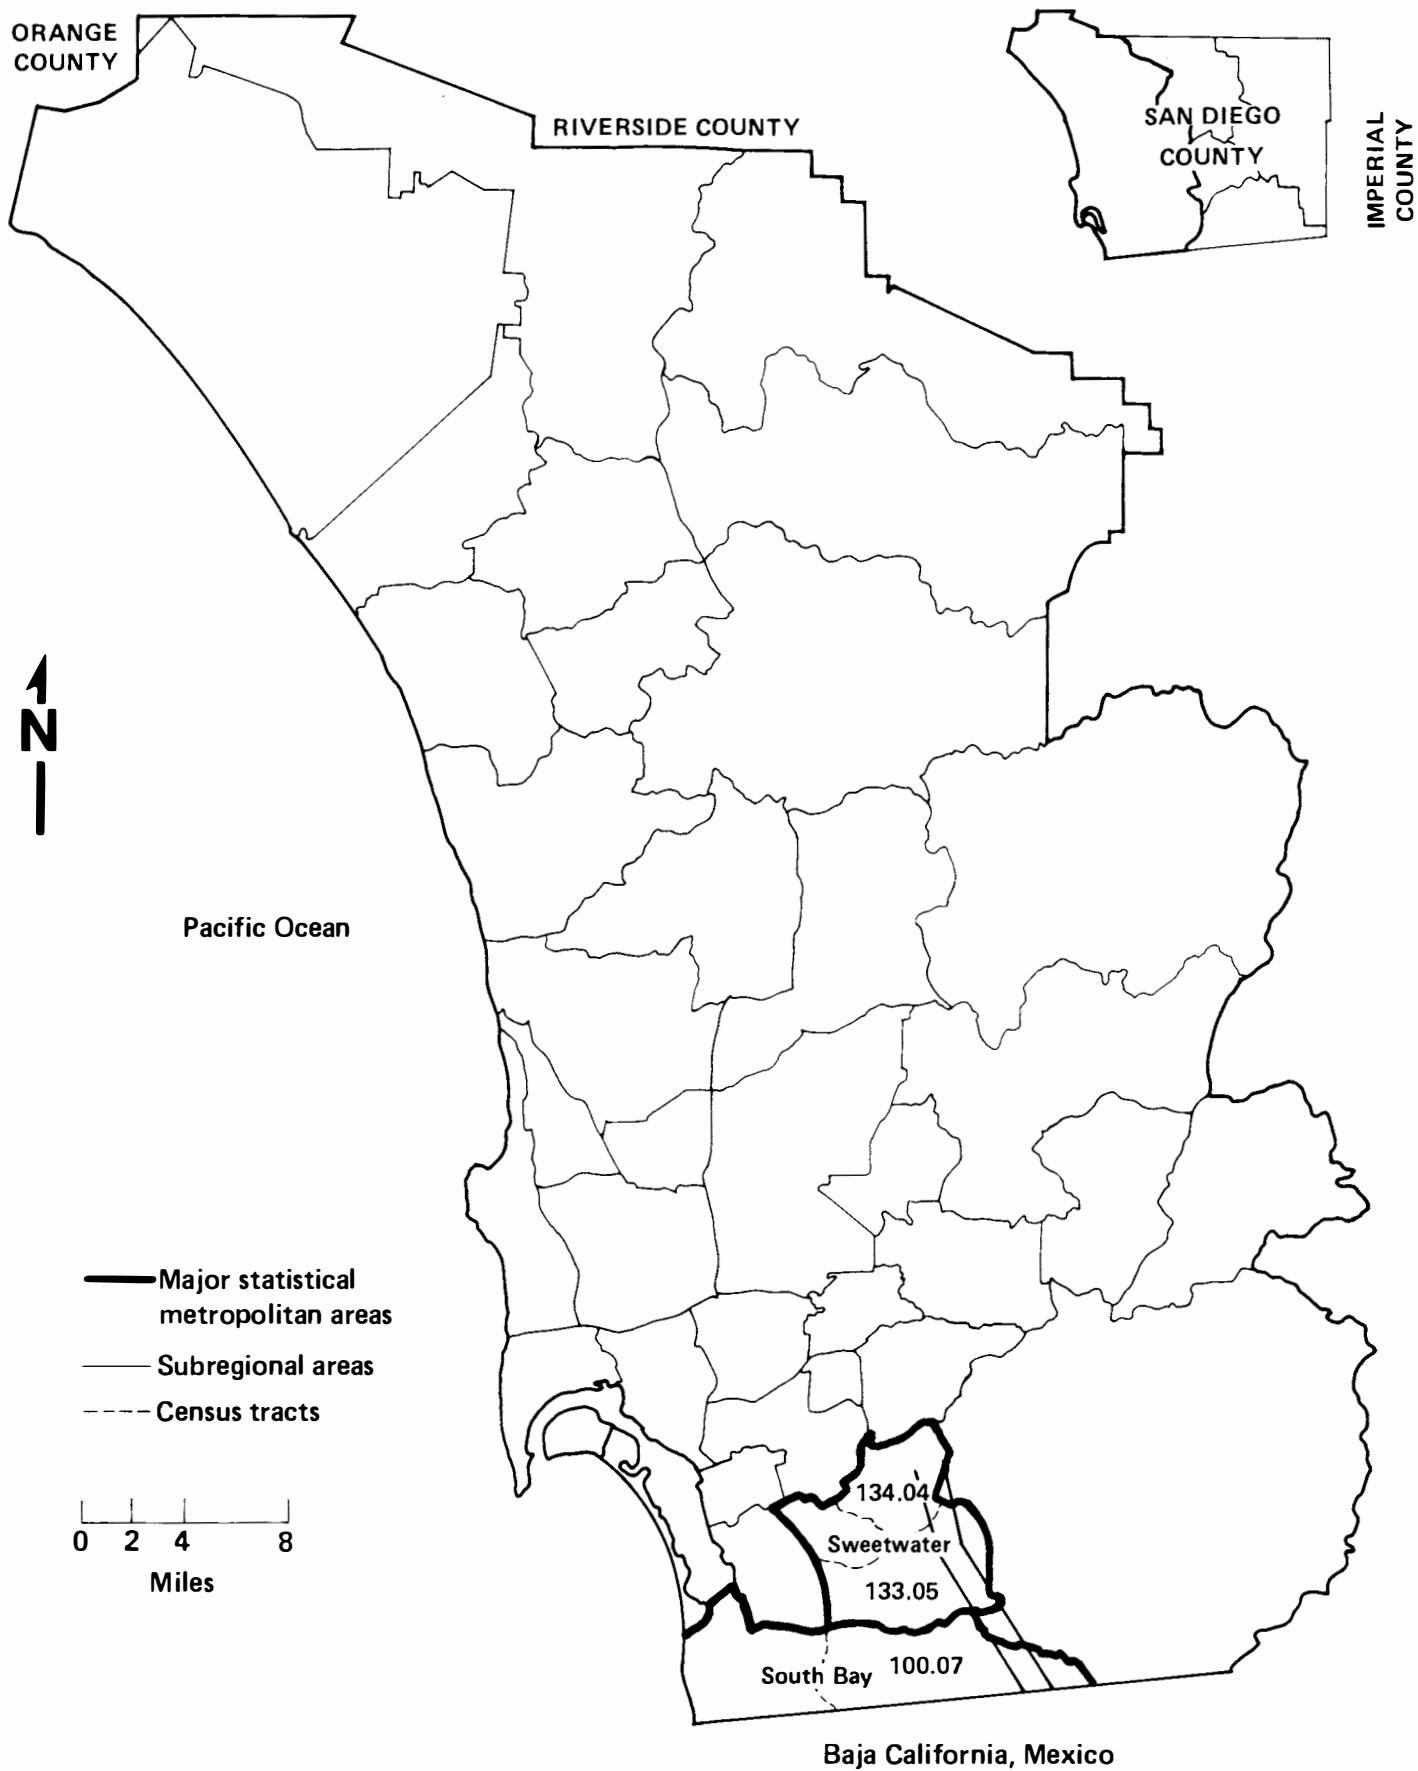 ORANGE
COUNTY
RIVERSIDE COUNTY
SAN DIEGO
COUNTY
IMPERIAL
COUNTY
N
Pacific Ocean
Major statistical
metropolitan areas
Subregional areas
Census tracts
0 2 4 8
Miles
134.04
Sweetwater
133.05
South Bay 100.07
Baja California, Mexico